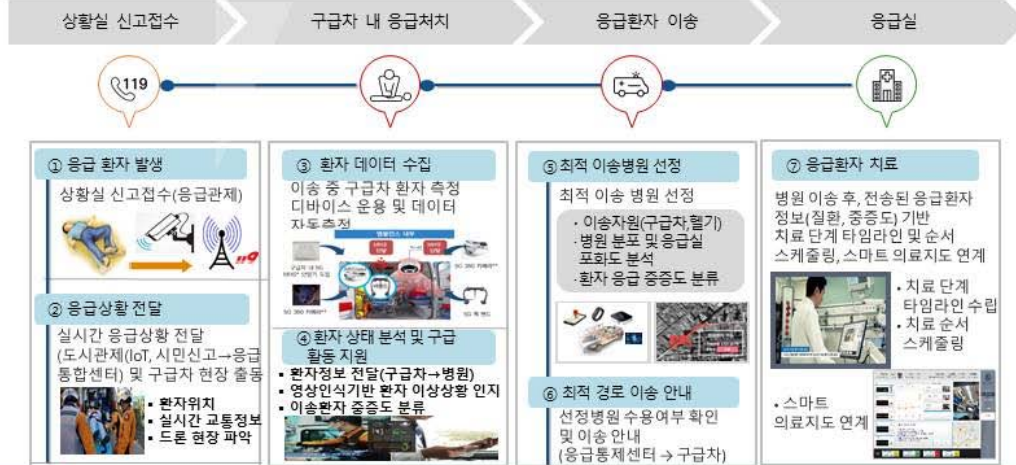 상황실 신고접수
구급차 내 응급처치
응급환자 이송
응급실
119
① 응급 환자 발생
상황실 신고접수(응급관제)
119
② 응급상황 전달
실시간 응급상황 전달
(도시관제(IoT, 시민신고→응급
통합센터) 및 구급차 현장 출동
▪ 환자위치
▪ 실시간 교통정보
▪ 드론 현장 파악
③ 환자 데이터 수집
이송 중 구급차 환자 측정
디바이스 운용 및 데이터
자동측정
④ 환자 상태 분석 및 구급
활동 지원
▪ 환자정보 전달(구급차→병원)
▪ 영상인식기반 환자 이상상황 인지
▪ 이송환자 중증도 분류
⑤ 최적 이송병원 선정
최적 이송 병원 선정
· 이송자원(구급차,헬기)
· 병원 분포 및 응급실
포화도 분석
· 환자 응급 중증도 분류
⑥ 최적 경로 이송 안내
선정병원 수용여부 확인
및 이송 안내
(응급통제센터 → 구급차)
⑦ 응급환자 치료
병원 이송 후, 전송된 응급환자
정보(질환, 중증도) 기반
치료 단계 타임라인 및 순서
스케줄링, 스마트 의료지도 연계
• 치료 단계
타임라인 수립
• 치료 순서
스케줄링
• 스마트
의료지도 연계